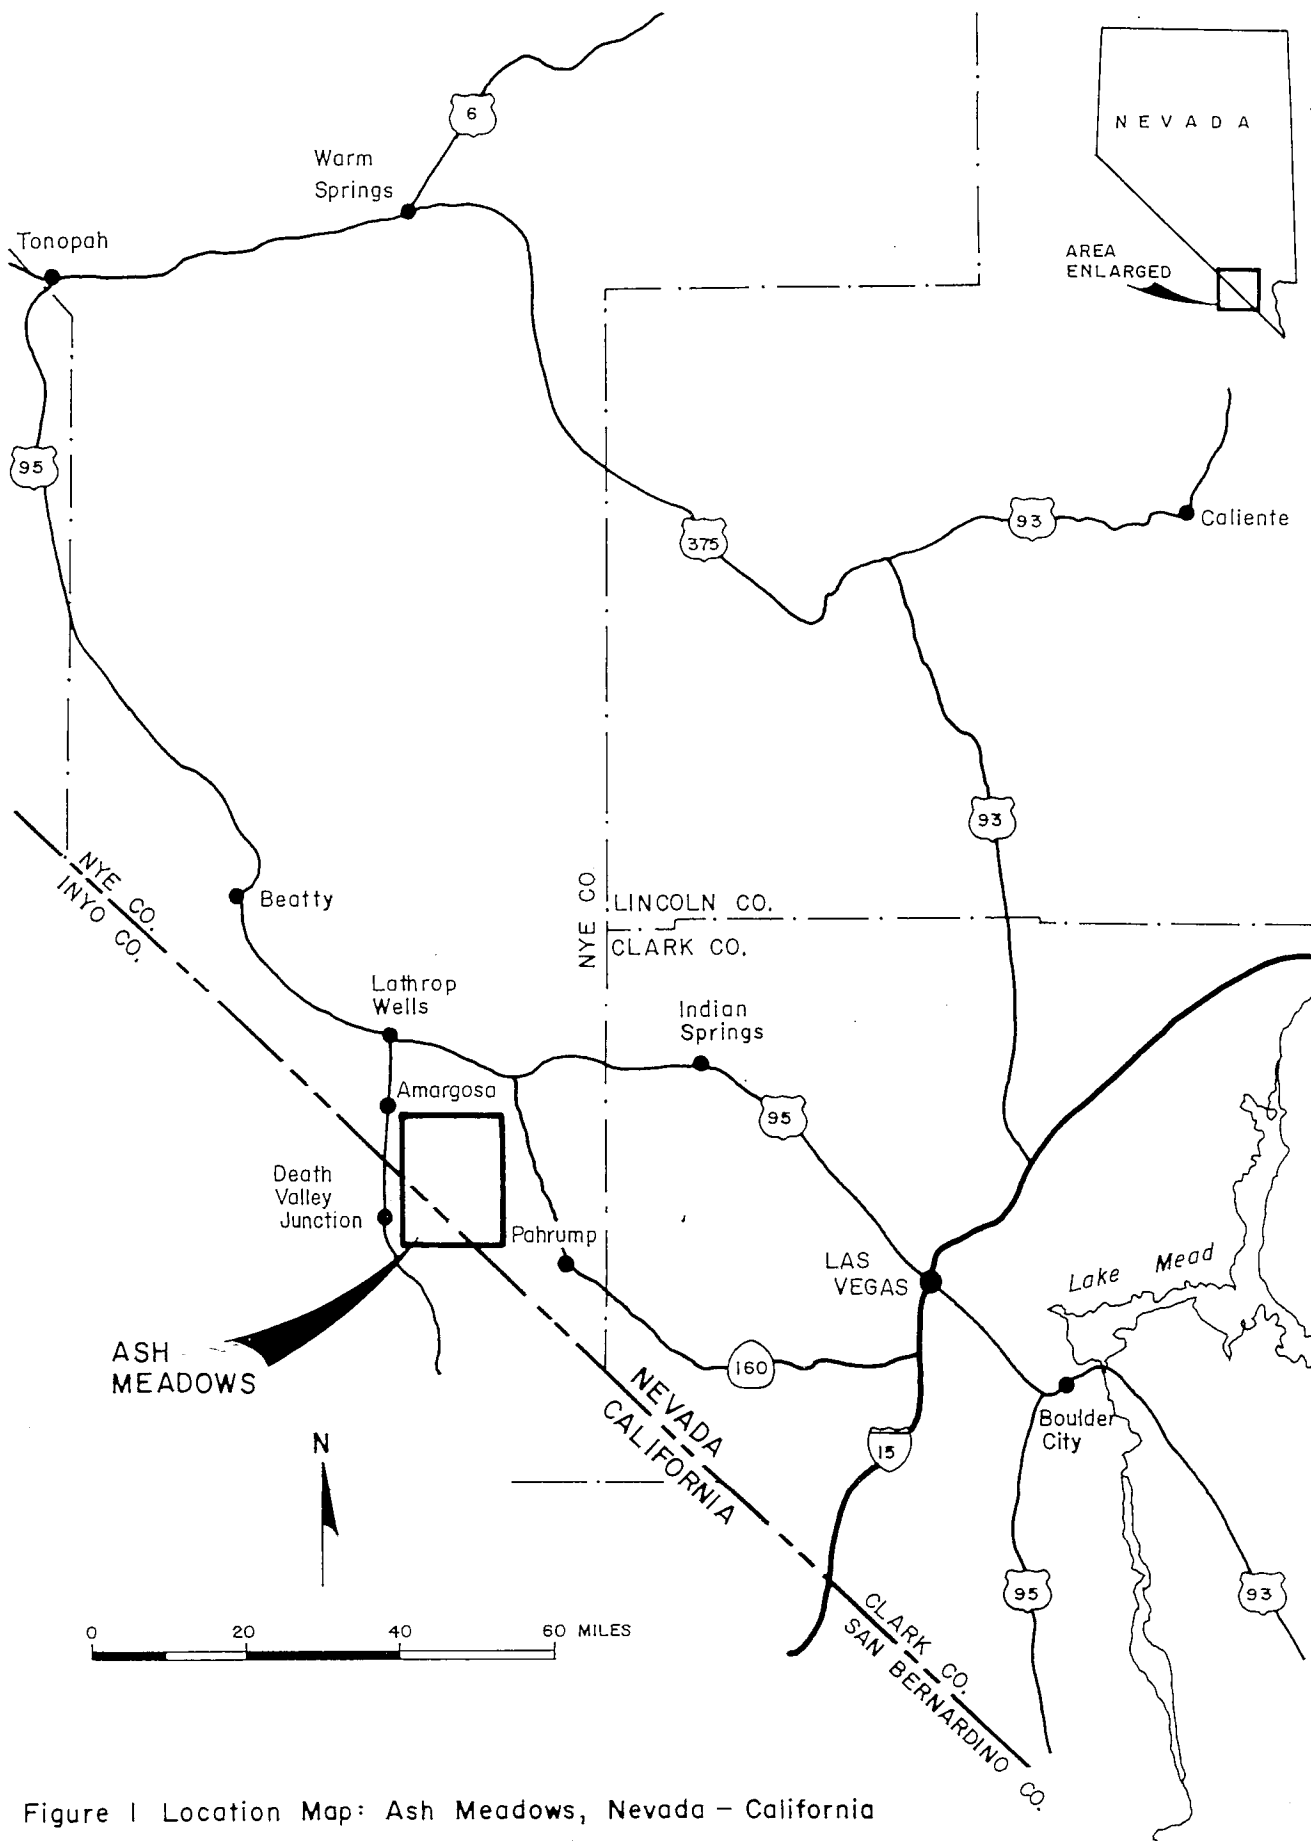 6
Warm
Springs
NEVADA
Tonopah
AREA
ENLARGED
95
93
Caliente
375
93
NYE CO.
INYO CO.
Beatty
NYE CO.
LINCOLN CO.
CLARK CO.
Lathrop
Wells
Indian
Springs
Amargosa
95
Death
Valley
Junction
Pahrump
LAS
VEGAS
Lake Mead
ASH
MEADOWS
160
NEVADA
CALIFORNIA
Boulder
City
N
15
95
93
CLARK CO.
SAN BERNARDINO CO.
0 20 40 60 MILES
Figure 1 Location Map: Ash Meadows, Nevada – California